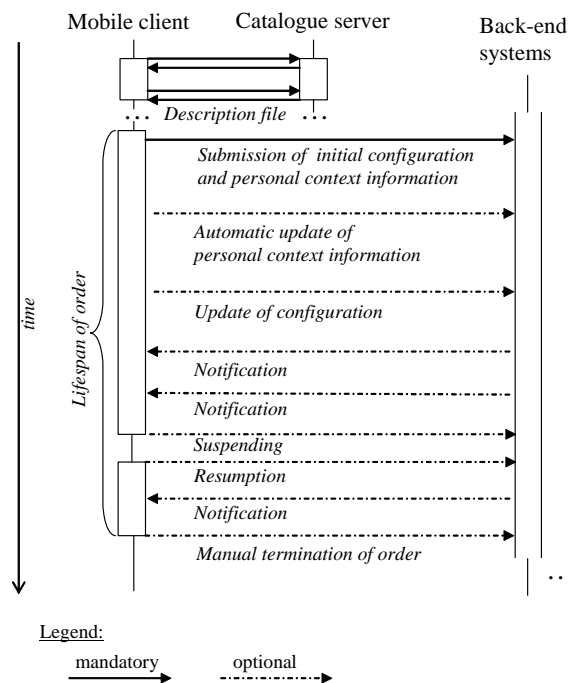 Mobile client
Catalogue server
Back-end
systems
...
Description file
...
Submission of initial configuration
and personal context information
Automatic update of
personal context information
Update of configuration
Notification
Notification
Suspending
Resumption
Notification
Manual termination of order
time
Lifespan of order
..
Legend:
mandatory
optional